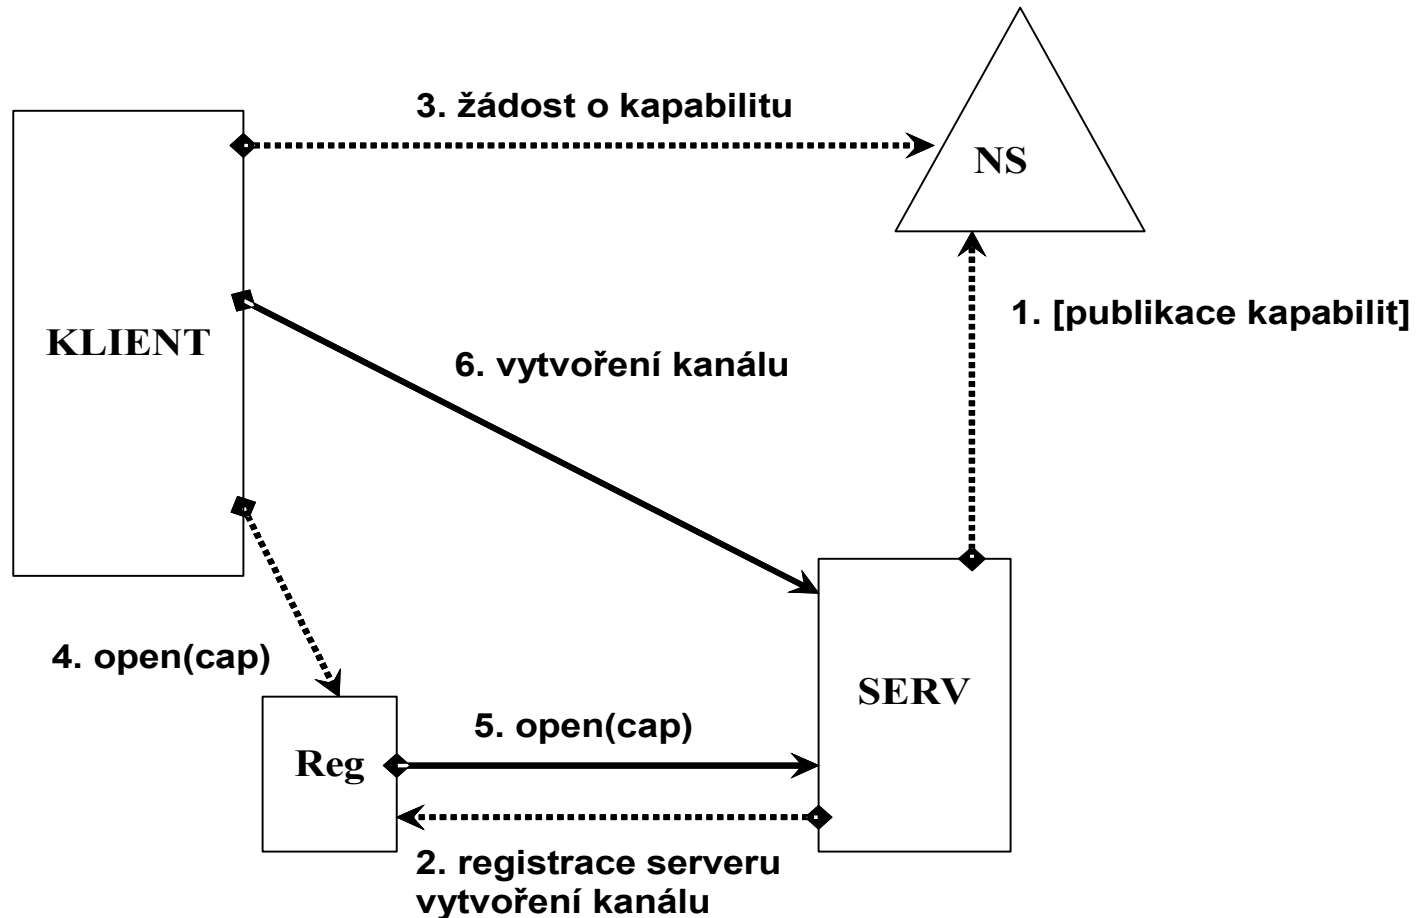 3. žádost o kapabilitu
NS
1. [publikace kapabilit]
KLIENT
6. vytvoření kanálu
4. open(cap)
SERV
5. open(cap)
Reg
2. registrace serveru
vytvoření kanálu